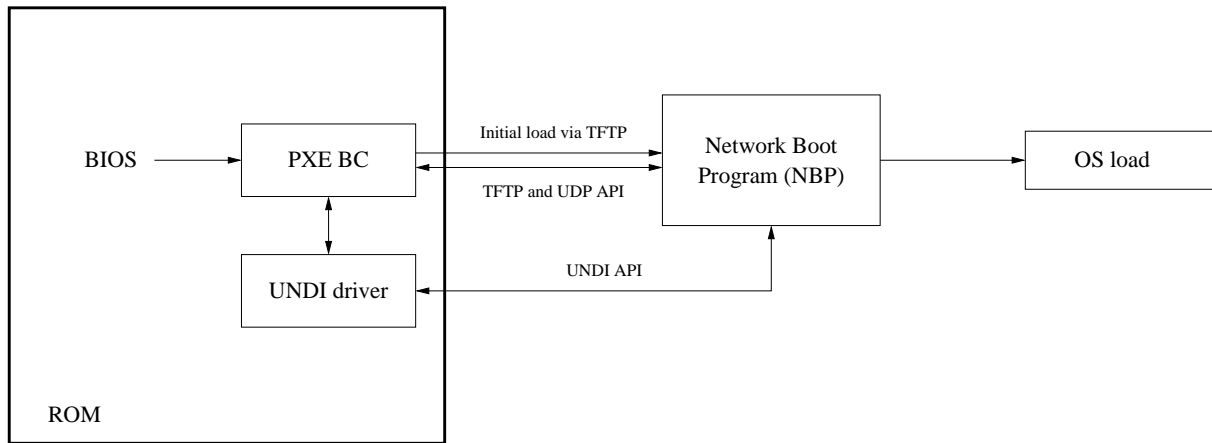 Initial load via TFTP
BIOS
PXE BC
TFTP and UDP API
Network Boot
Program (NBP)
OS load
UNDI driver
UNDI API
ROM